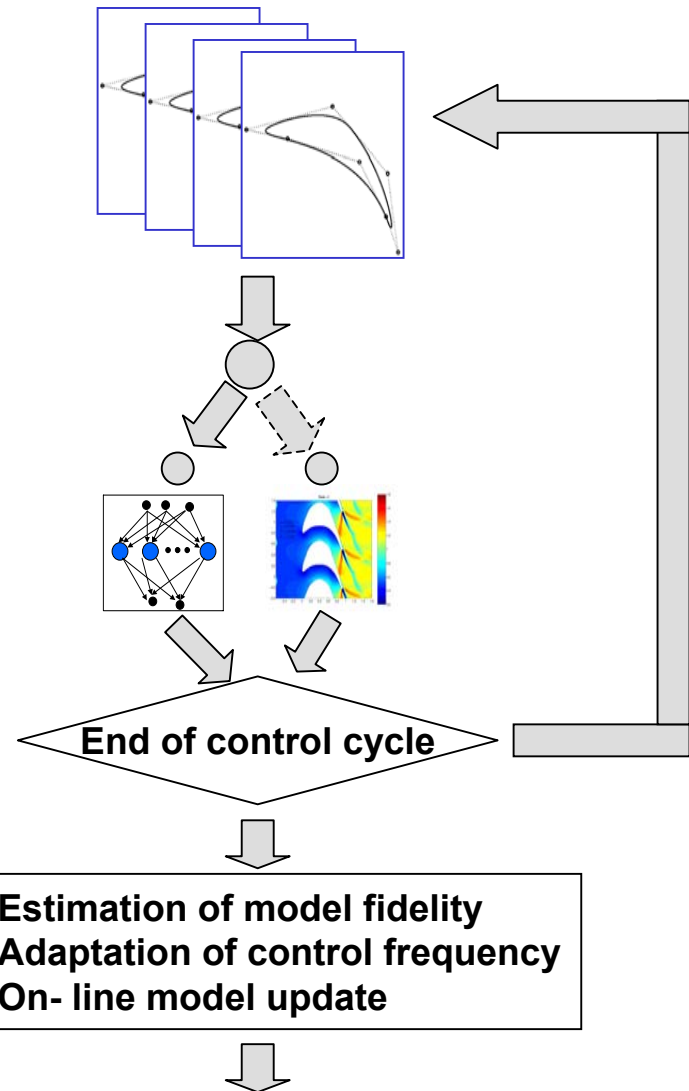 End of control cycle
Estimation of model fidelity
Adaptation of control frequency
On- line model update